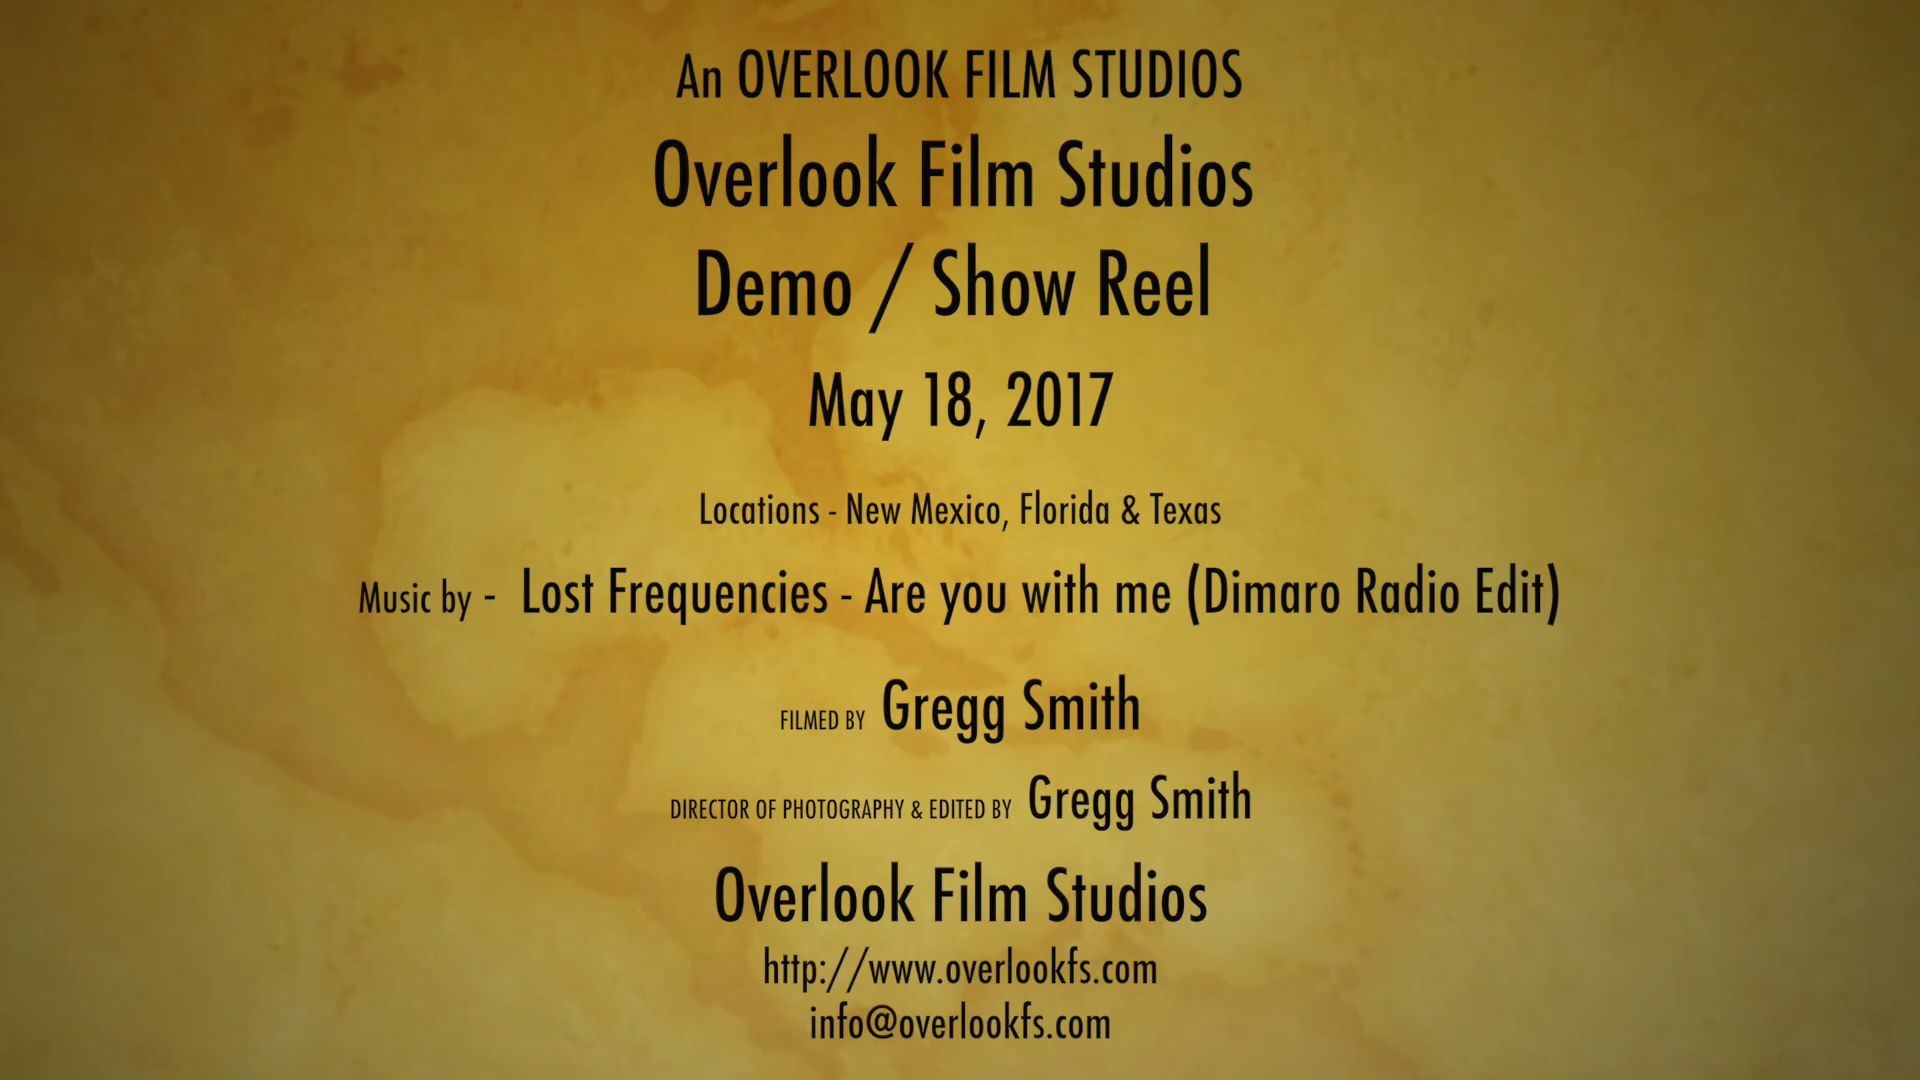 An OVERLOOK FILM STUDIOS
Overlook Film Studios
Demo / Show Reel
May 18, 2017
Locations - New Mexico, Florida & Texas
Music by - Lost Frequencies - Are you with me (Dimaro Radio Edit)
FILMED BY Gregg Smith
DIRECTOR OF PHOTOGRAPHY & EDITED BY Gregg Smith
Overlook Film Studios
http://www.overlookfs.com
info@overlookfs.com